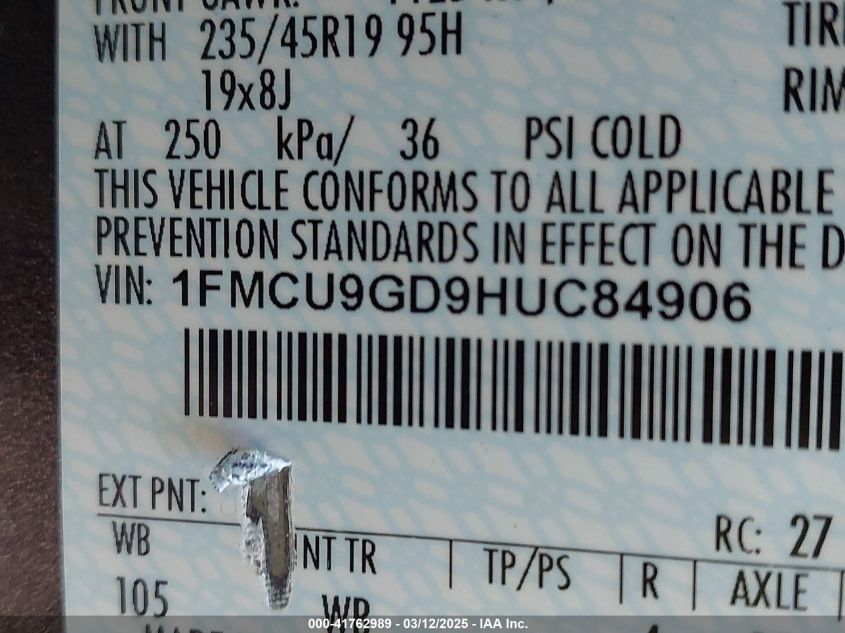 WITH 235/45R19 95H
19x8J
AT 250 kPa/ 36 PSI COLD
THIS VEHICLE CONFORMS TO ALL APPLICABLE
PREVENTION STANDARDS IN EFFECT ON THE D
VIN: 1FMCU9GD9HUC84906
EXT PNT:
RC: 27
WB NT TR TP/PS R AXLE
105 WR
000-41762989 - 03/12/2025 - IAA Inc.